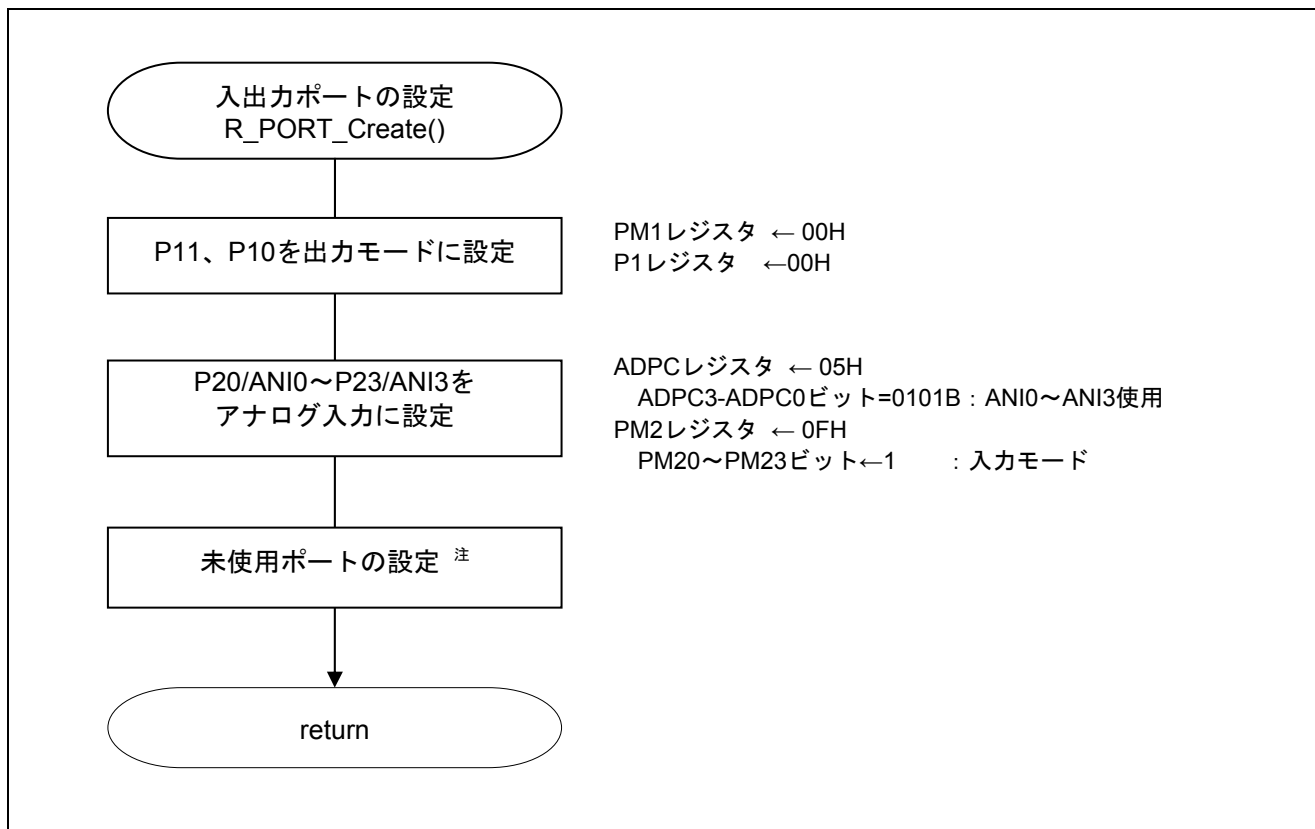 入出力ポートの設定
R_PORT_Create()
P11、P10を出力モードに設定
PM1レジスタ ← 00H
P1レジスタ ←00H
P20/ANI0～P23/ANI3を
アナログ入力に設定
ADPCレジスタ ← 05H
ADPC3-ADPC0ビット=0101B：ANI0～ANI3使用
PM2レジスタ ← 0FH
PM20～PM23ビット←1 ：入力モード
未使用ポートの設定 注
return